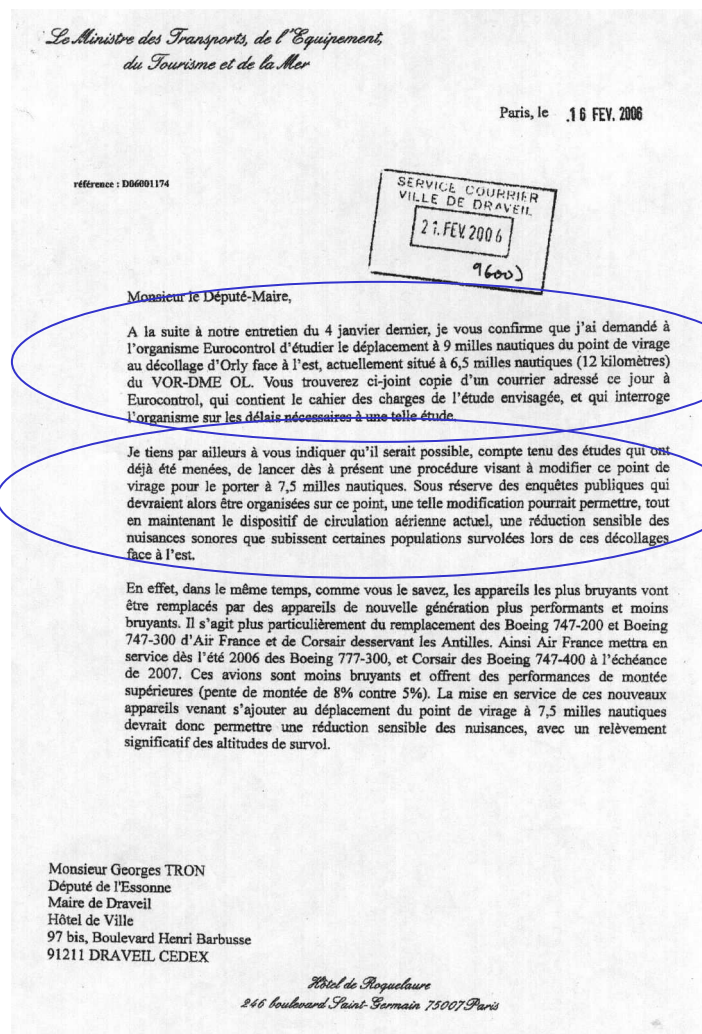 Le Ministre des Transports, de l'Equipement,
du Tourisme et de la Mer
Paris, le .16 FEV. 2006
référence : D06001174
SERVICE COURRIER
VILLE DE DRAVEIL
21. FEV. 2006
Monsieur le Député-Maire,
A la suite à notre entretien du 4 janvier dernier, je vous confirme que j'ai demandé à
l'organisme Eurocontrol d'étudier le déplacement à 9 milles nautiques du point de virage
au décollage d'Orly face à l'est, actuellement situé à 6,5 milles nautiques (12 kilomètres)
du VOR-DME OL. Vous trouverez ci-joint copie d'un courrier adressé ce jour à
Eurocontrol, qui contient le cahier des charges de l'étude envisagée, et qui interroge
l'organisme sur les délais nécessaires à une telle étude.
Je tiens par ailleurs à vous indiquer qu'il serait possible, compte tenu des études qui ont
déjà été menées, de lancer dès à présent une procédure visant à modifier ce point de
virage pour le porter à 7,5 milles nautiques. Sous réserve des enquêtes publiques qui
devraient alors être organisées sur ce point, une telle modification pourrait permettre, tout
en maintenant le dispositif de circulation aérienne actuel, une réduction sensible des
nuisances sonores que subissent certaines populations survolées lors de ces décollages
face à l'est.
En effet, dans le même temps, comme vous le savez, les appareils les plus bruyants vont
être remplacés par des appareils de nouvelle génération plus performants et moins
bruyants. Il s'agit plus particulièrement du remplacement des Boeing 747-200 et Boeing
747-300 d'Air France et de Corsair desservant les Antilles. Ainsi Air France mettra en
service dès l'été 2006 des Boeing 777-300, et Corsair des Boeing 747-400 à l'échéance
de 2007. Ces avions sont moins bruyants et offrent des performances de montée
supérieures (pente de montée de 8% contre 5%). La mise en service de ces nouveaux
appareils venant s'ajouter au déplacement du point de virage à 7,5 milles nautiques
devrait donc permettre une réduction sensible des nuisances, avec un relèvement
significatif des altitudes de survol.
Monsieur Georges TRON
Député de l'Essonne
Maire de Draveil
Hôtel de Ville
97 bis, Boulevard Henri Barbusse
91211 DRAVEIL CEDEX
Hôtel de Roquelaure
246 boulevard Saint-Germain 75007 Paris